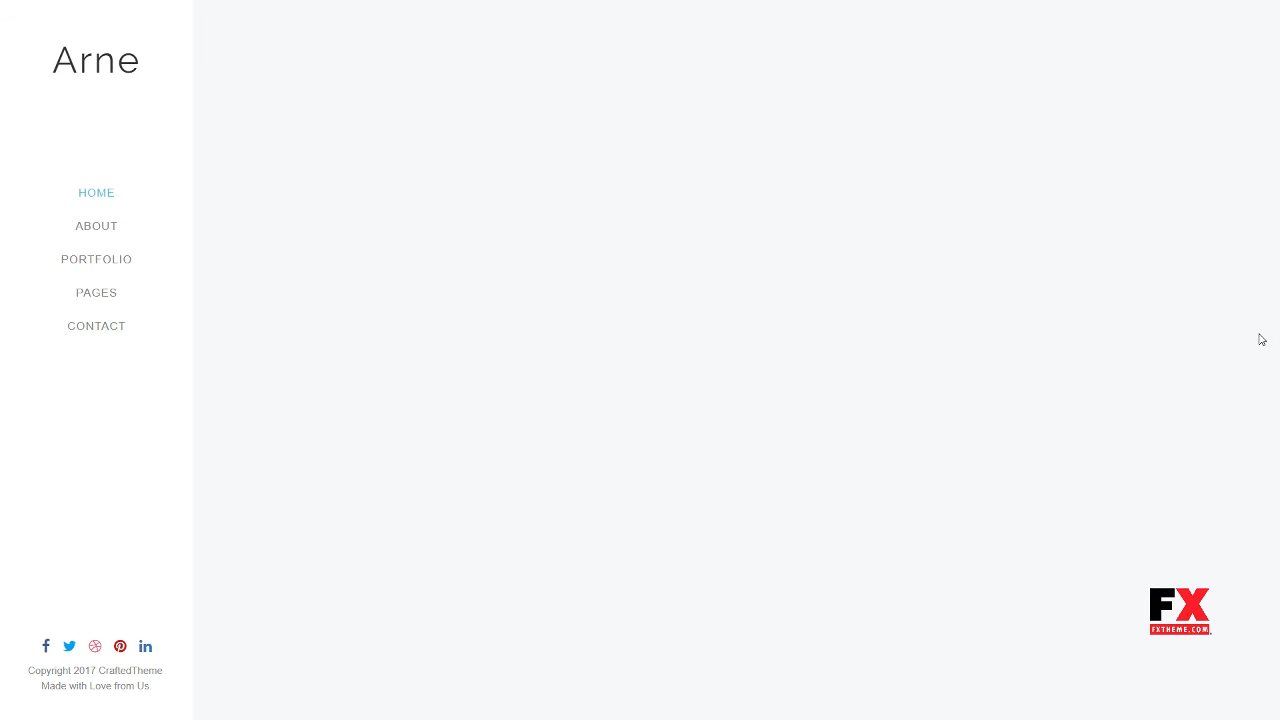 Arne
HOME
ABOUT
PORTFOLIO
PAGES
CONTACT
Copyright 2017 CraftedTheme
Made with Love from Us.
FX
FXTHEME.COM